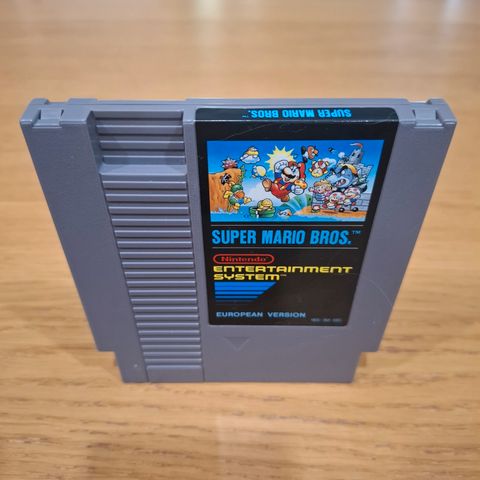 SUPER MARIO BROS.
SUPER MARIO BROS.™
Nintendo
ENTERTAINMENT
SYSTEM™
EUROPEAN VERSION